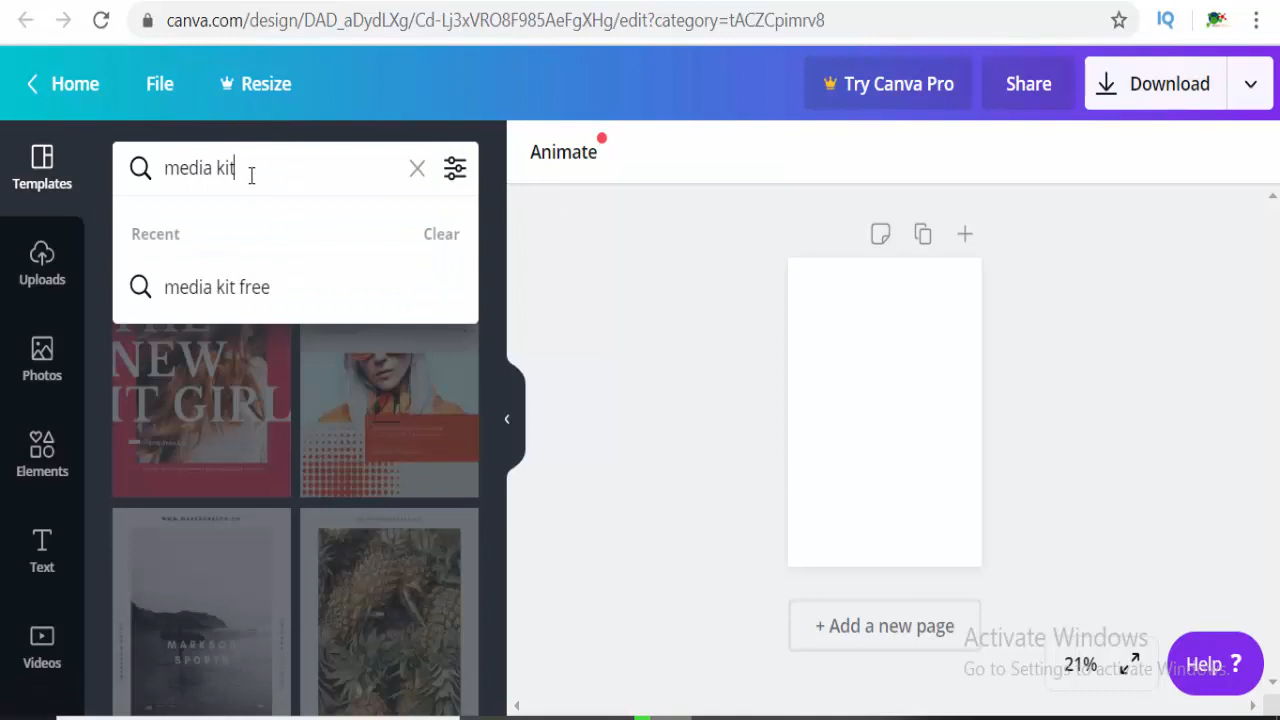 canva.com/design/DAD_aDydLXg/Cd-Lj3xVRO8F985AeFgXHg/edit?category=tACZCpimrv8
IQ
Home
File
Resize
Try Canva Pro
Share
Download
Templates
media kit
Animate
Recent
Clear
Uploads
media kit free
NEW
IT GIRL
Photos
Elements
Text
MARKSON
SPORTS
+ Add a new page
Activate Windows
Go to Settings to activate Windows.
21%
Help ?
Videos